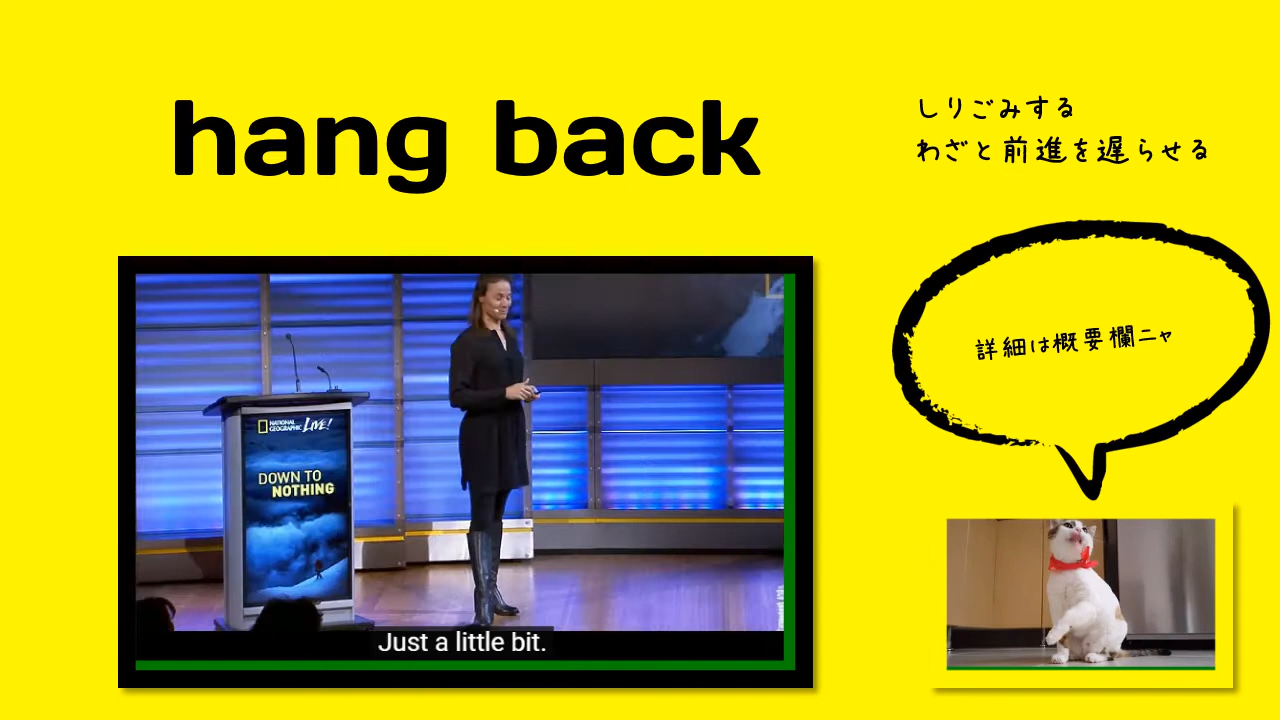 hang back
しりごみする
わざと前進を遅らせる
詳細は概要欄ニャ
NATIONAL
GEOGRAPHIC LIVE!
DOWN TO
NOTHING
Just a little bit.